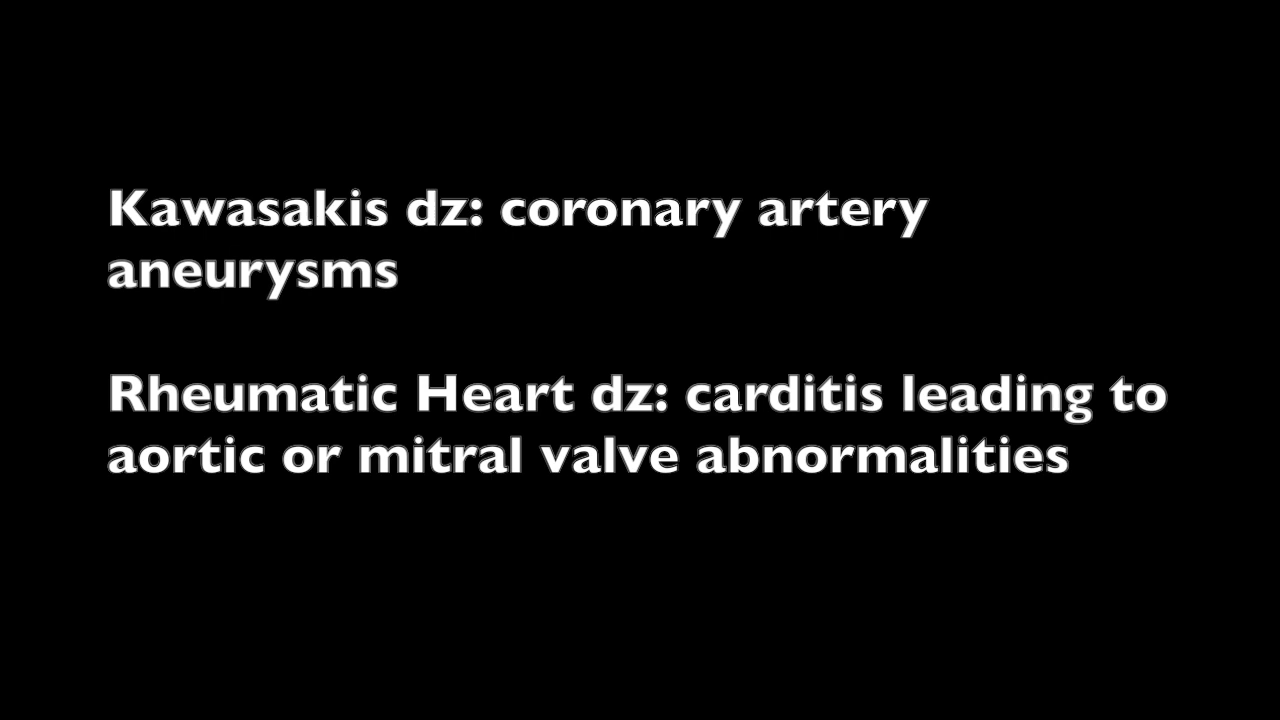 Kawasakis dz: coronary artery
aneurysms
Rheumatic Heart dz: carditis leading to
aortic or mitral valve abnormalities